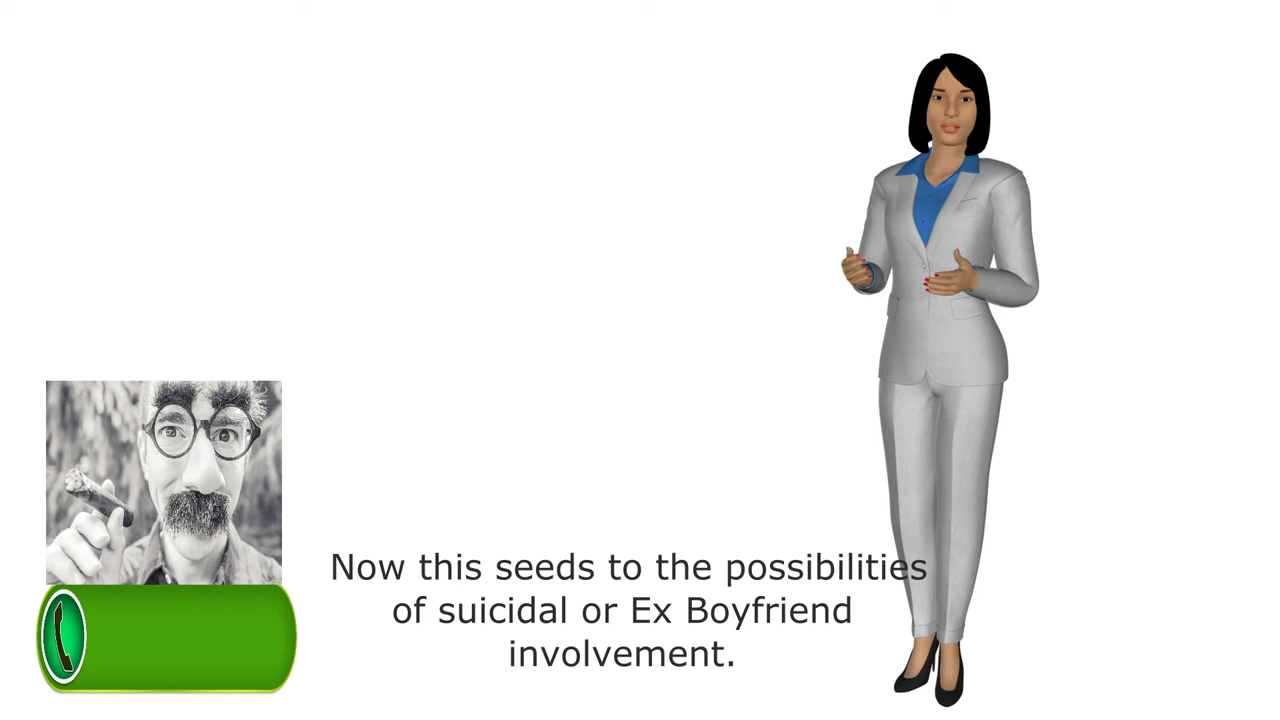 Now this seeds to the possibilities
of suicidal or Ex Boyfriend
involvement.